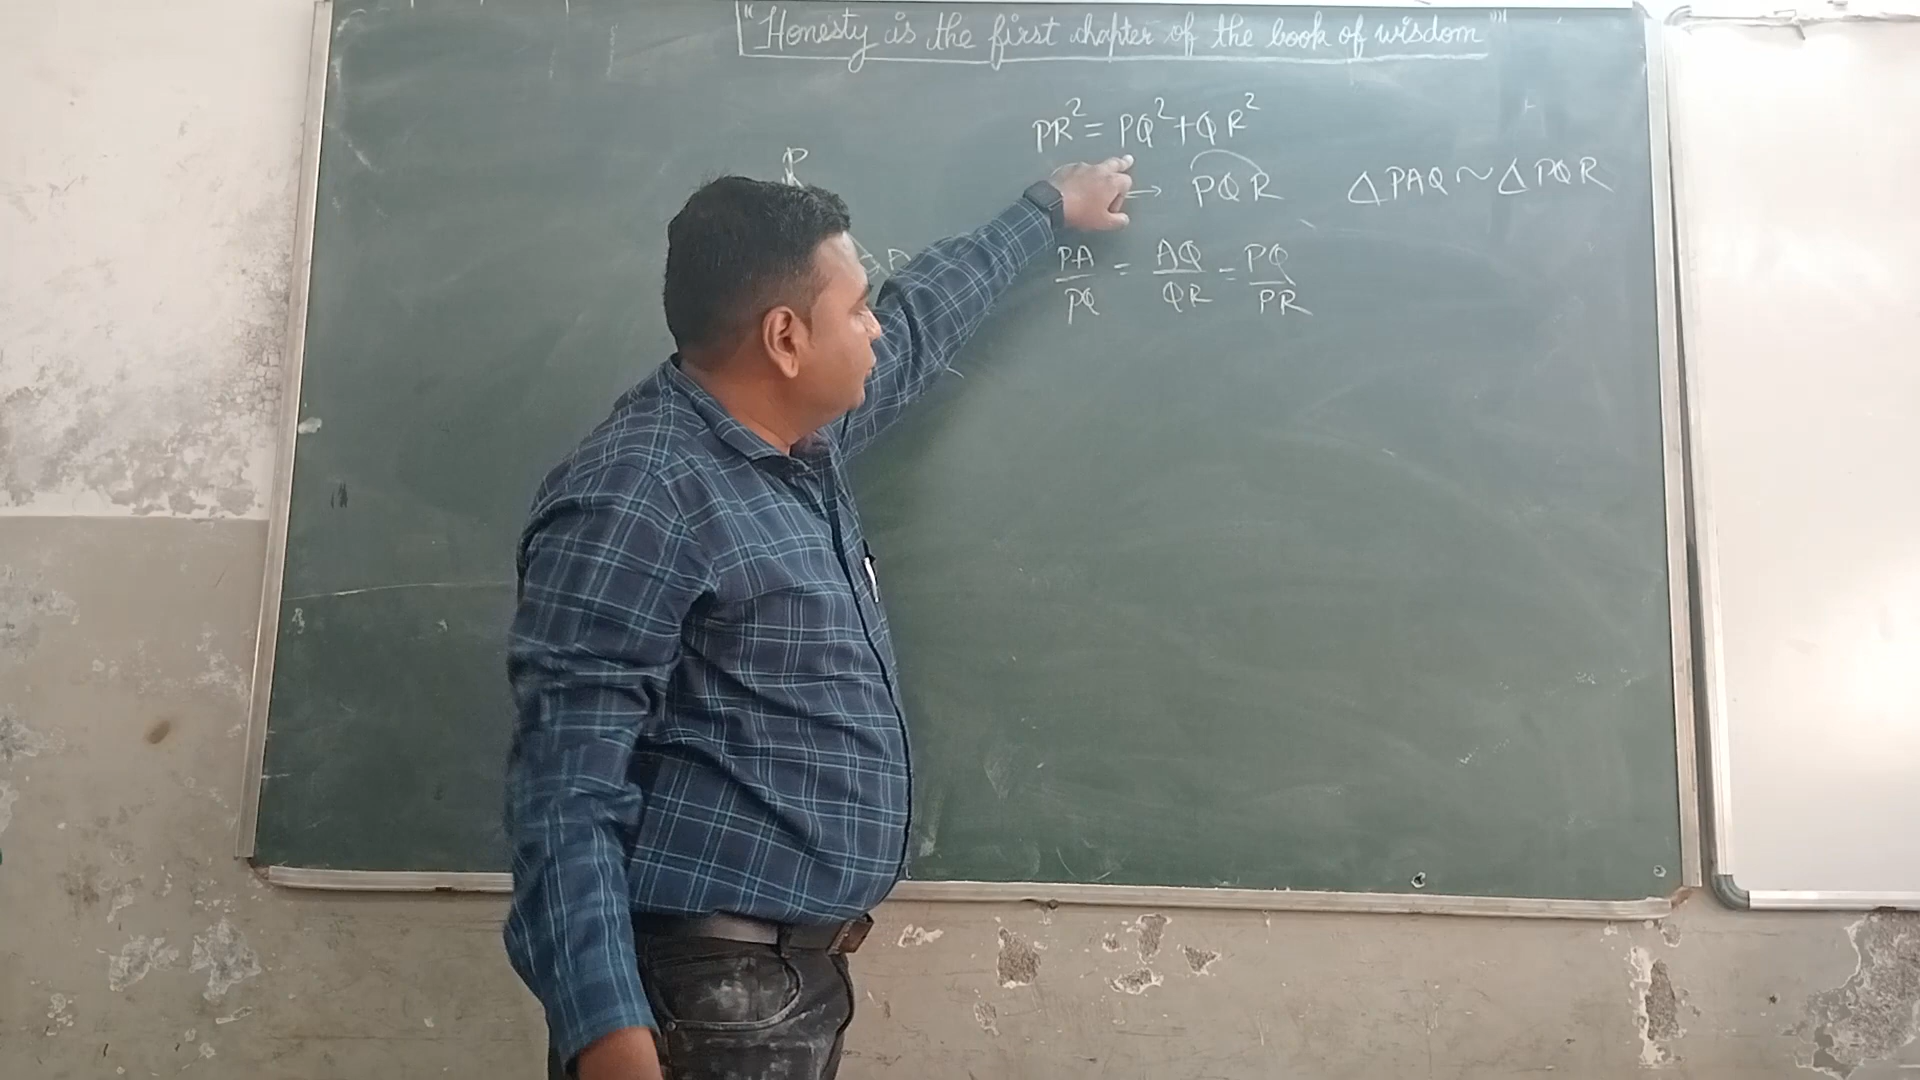 "Honesty is the first chapter of the book of wisdom"
PR² = PQ² + QR²
R
→ PQR   △PAQ ~ △PQR
A
PA/PQ = AQ/QR = PQ/PR